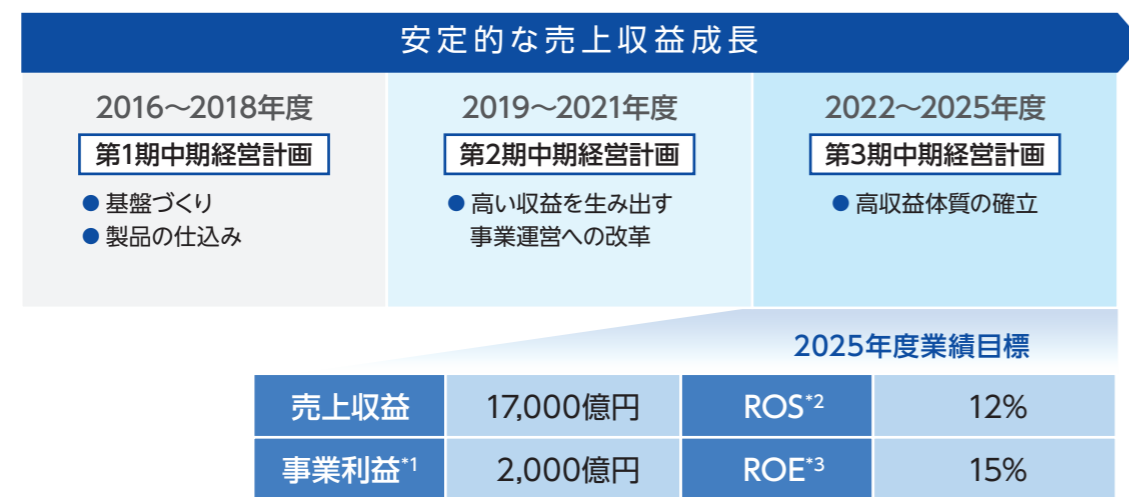 安定的な売上収益成長
2016〜2018年度
第1期中期経営計画
● 基盤づくり
● 製品の仕込み
2019〜2021年度
第2期中期経営計画
● 高い収益を生み出す
事業運営への改革
2022〜2025年度
第3期中期経営計画
● 高収益体質の確立
2025年度業績目標
売上収益 17,000億円 ROS*2 12%
事業利益*1 2,000億円 ROE*3 15%